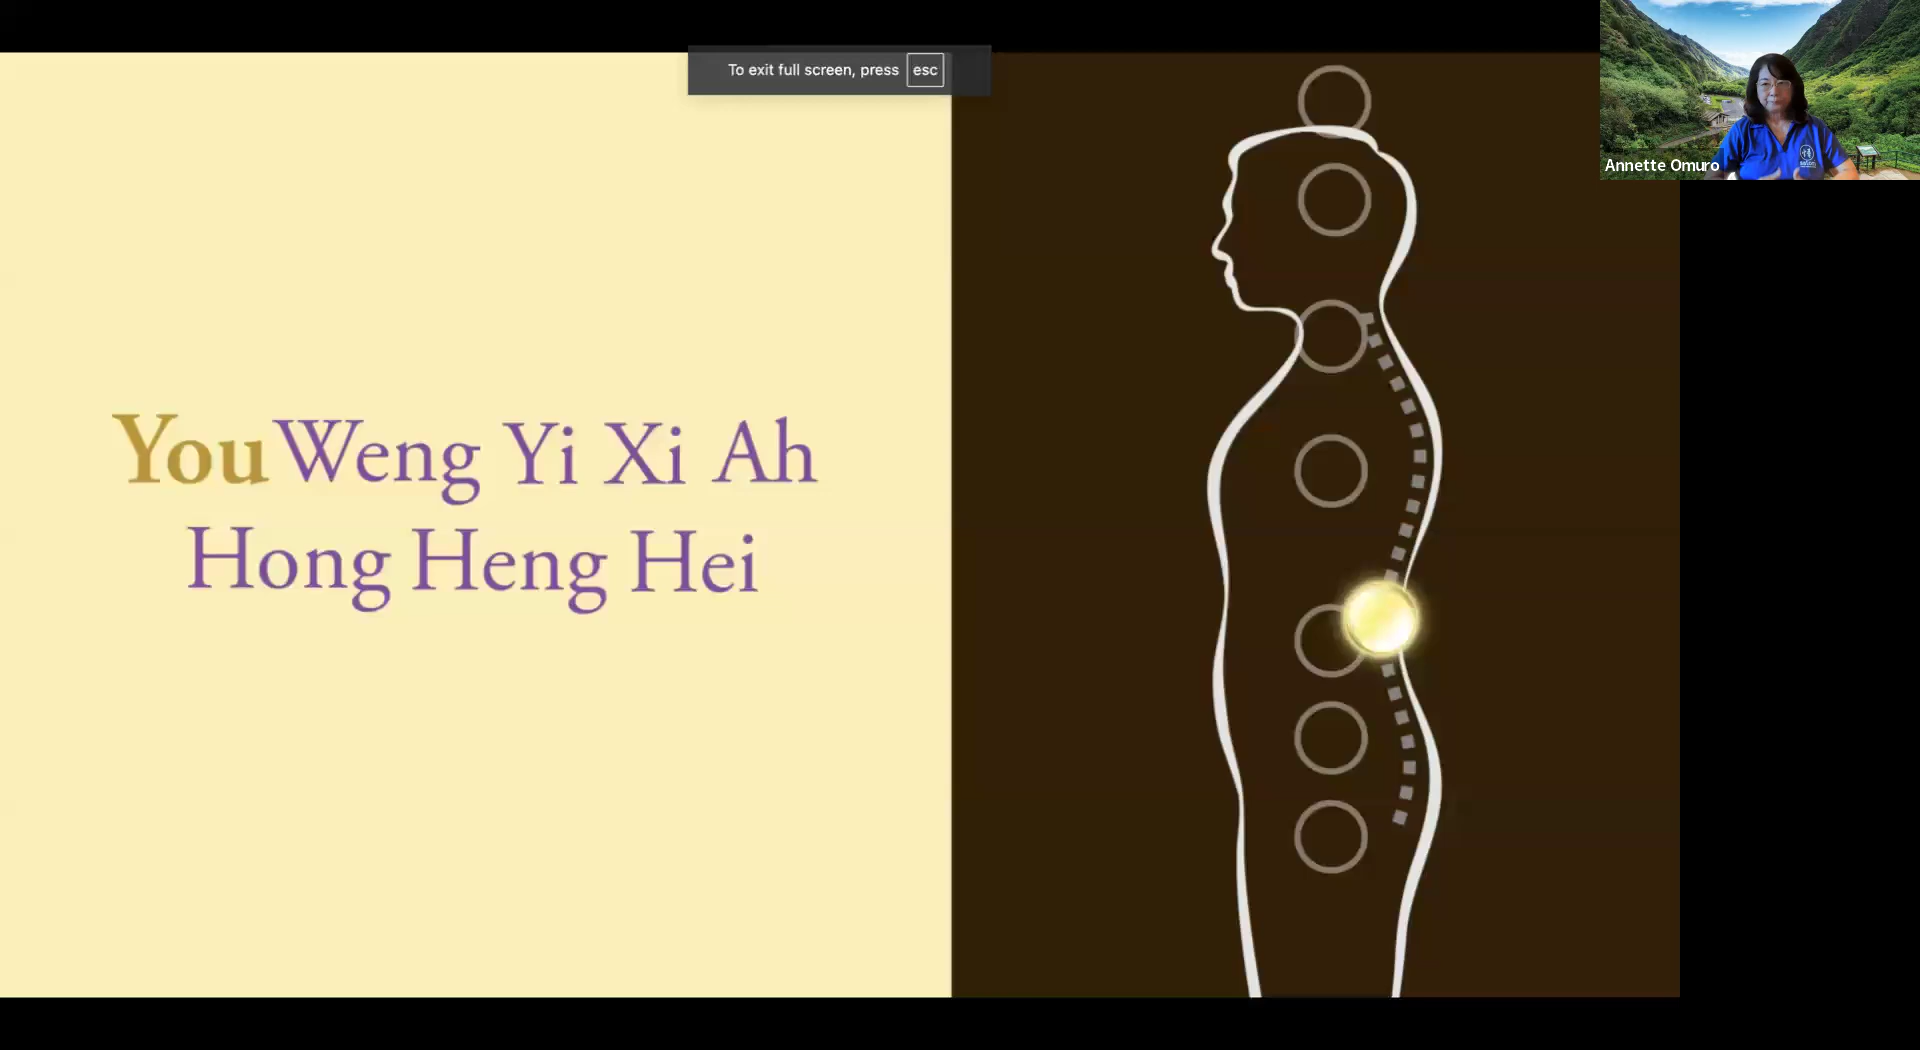 To exit full screen, press esc
Annette Omuro
You Weng Yi Xi Ah
Hong Heng Hei